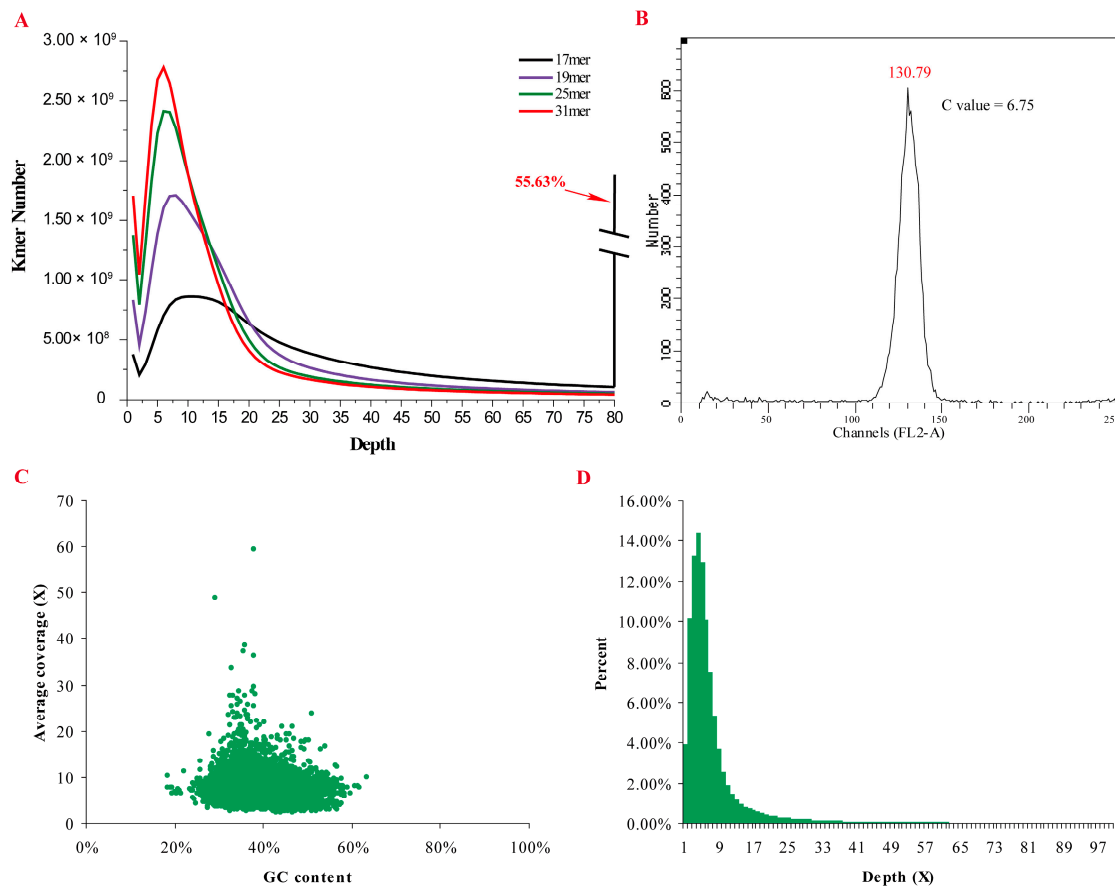 A
3.00 × 10⁹
2.50 × 10⁹
2.00 × 10⁹
1.50 × 10⁹
1.00 × 10⁹
5.00 × 10⁸
0
Kmer Number
17mer
19mer
25mer
31mer
55.63%
0 5 10 15 20 25 30 35 40 45 50 55 60 65 70 75 80
Depth
B
130.79
C value = 6.75
Number
600
500
400
300
200
100
0
0 50 100 150 200 250
Channels (FL2-A)
C
70
60
50
40
30
20
10
0
Average coverage (X)
0% 20% 40% 60% 80% 100%
GC content
D
16.00%
14.00%
12.00%
10.00%
8.00%
6.00%
4.00%
2.00%
0.00%
Percent
1 9 17 25 33 41 49 57 65 73 81 89 97
Depth (X)